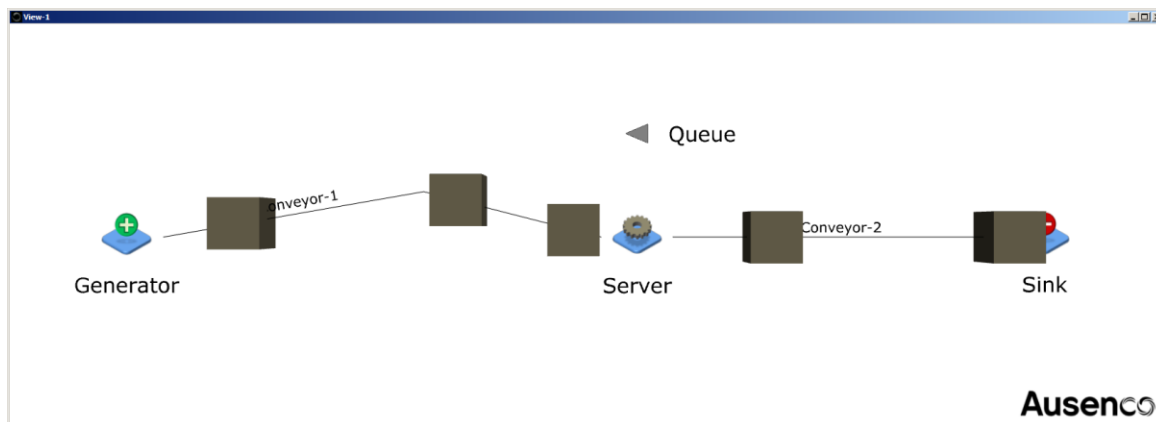 View-1
Queue
onveyor-1
Conveyor-2
Generator
Server
Sink
Ausenco